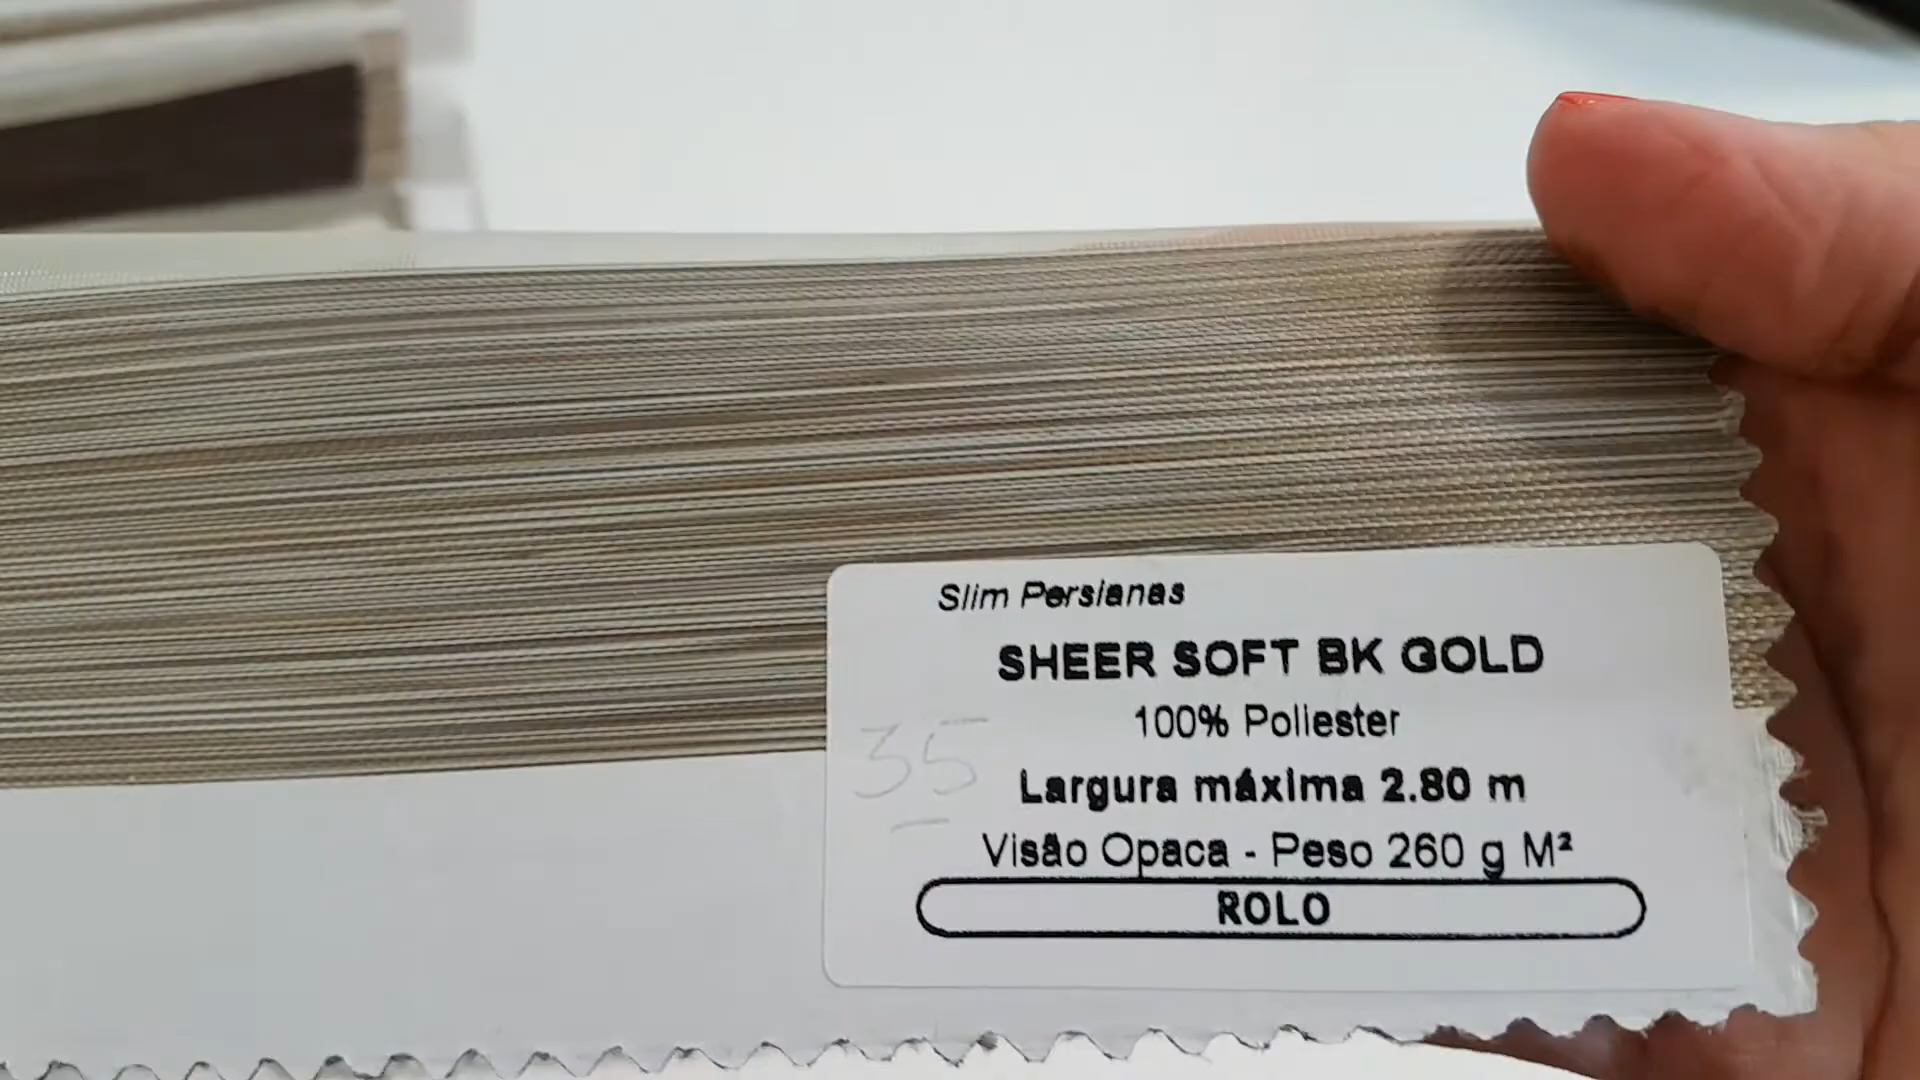 Slim Persianas
SHEER SOFT BK GOLD
100% Poliester
35
Largura máxima 2.80 m
Visão Opaca - Peso 260 g M²
ROLO